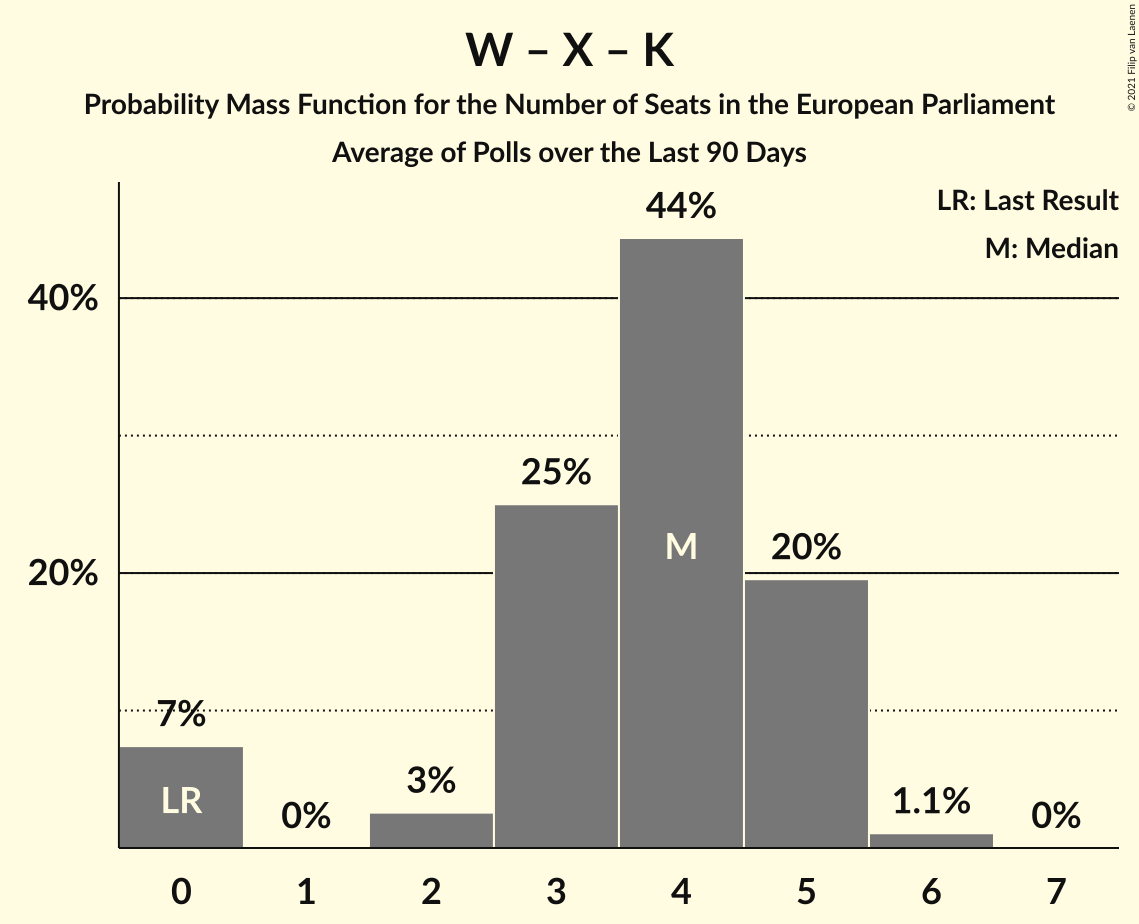 W – X – K
Probability Mass Function for the Number of Seats in the European Parliament
Average of Polls over the Last 90 Days
© 2021 Filip van Laenen
LR: Last Result
M: Median
44%
40%
25%
M
20%
20%
7%
LR
0%
3%
1.1%
0%
0 1 2 3 4 5 6 7